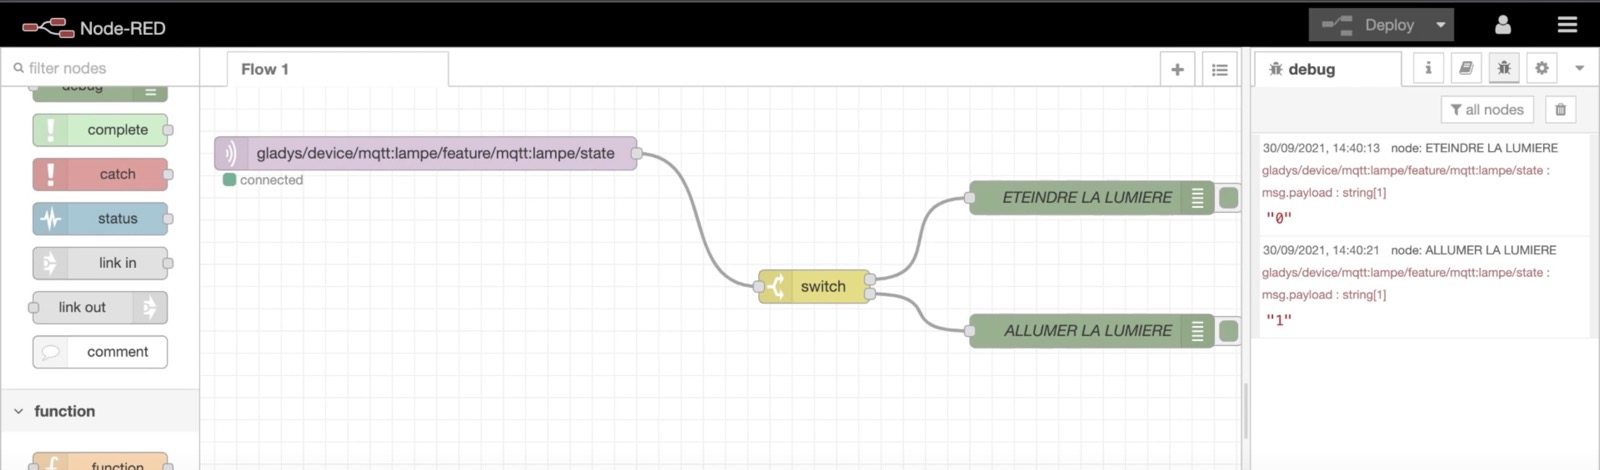 Node-RED
Deploy
filter nodes
Flow 1
debug
all nodes
debug
complete
catch
status
link in
link out
comment
function
function
gladys/device/mqtt:lampe/feature/mqtt:lampe/state
connected
switch
ETEINDRE LA LUMIERE
ALLUMER LA LUMIERE
30/09/2021, 14:40:13 node: ETEINDRE LA LUMIERE
gladys/device/mqtt:lampe/feature/mqtt:lampe/state :
msg.payload : string[1]
"0"
30/09/2021, 14:40:21 node: ALLUMER LA LUMIERE
gladys/device/mqtt:lampe/feature/mqtt:lampe/state :
msg.payload : string[1]
"1"